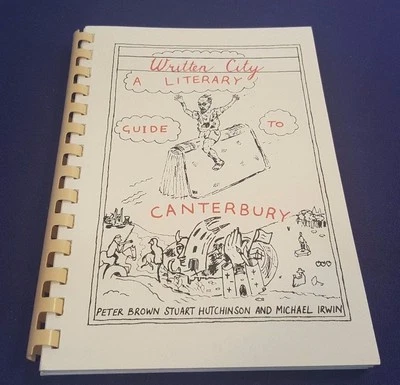 Written City
A LITERARY
GUIDE TO
CANTERBURY
PETER BROWN STUART HUTCHINSON AND MICHAEL IRWIN